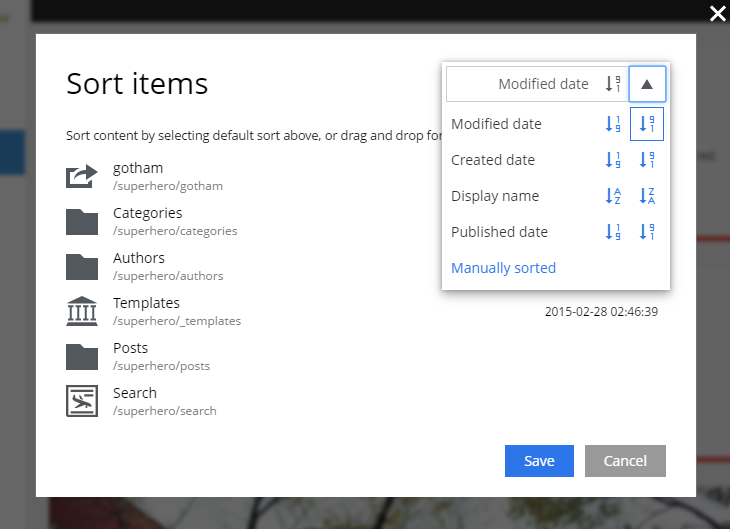 Sort items
Modified date
Sort content by selecting default sort above, or drag and drop for
Modified date
Created date
Display name
Published date
Manually sorted
gotham
/superhero/gotham
Categories
/superhero/categories
Authors
/superhero/authors
Templates
/superhero/_templates
2015-02-28 02:46:39
Posts
/superhero/posts
Search
/superhero/search
Save
Cancel